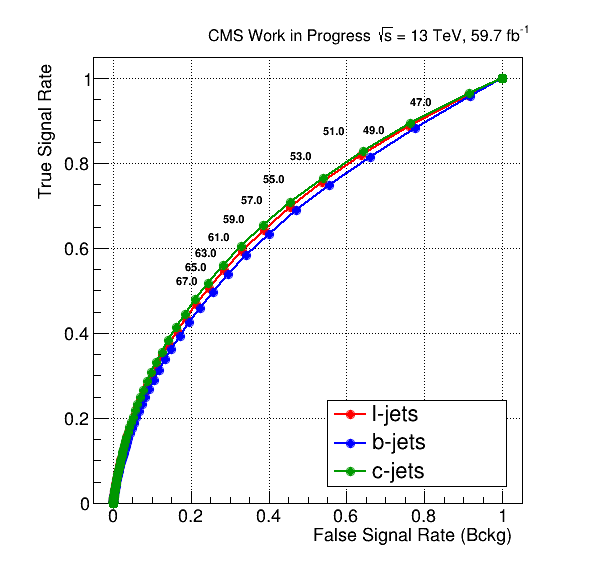 CMS Work in Progress √s = 13 TeV, 59.7 fb⁻¹
True Signal Rate
1
0.8
0.6
0.4
0.2
0
47.0
49.0
51.0
53.0
55.0
57.0
59.0
61.0
63.0
65.0
67.0
l-jets
b-jets
c-jets
0 0.2 0.4 0.6 0.8 1
False Signal Rate (Bckg)